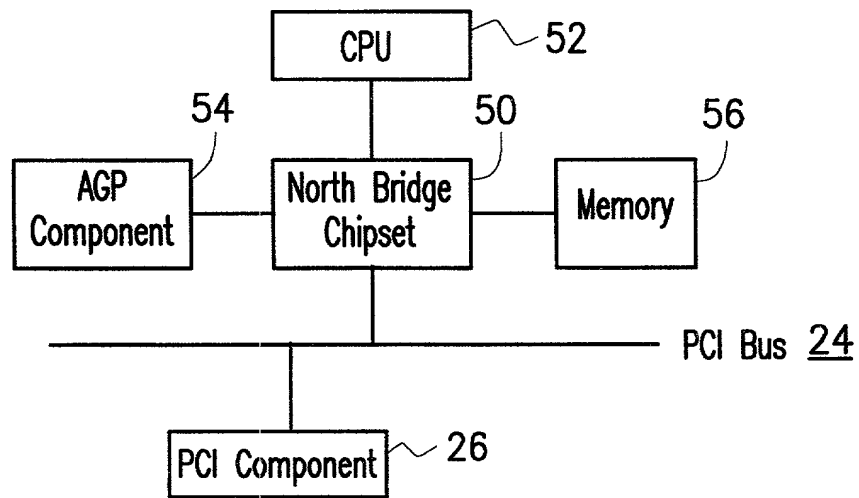 CPU
52
54
50
56
AGP
Component
North Bridge
Chipset
Memory
PCI Bus 24
PCI Component
26